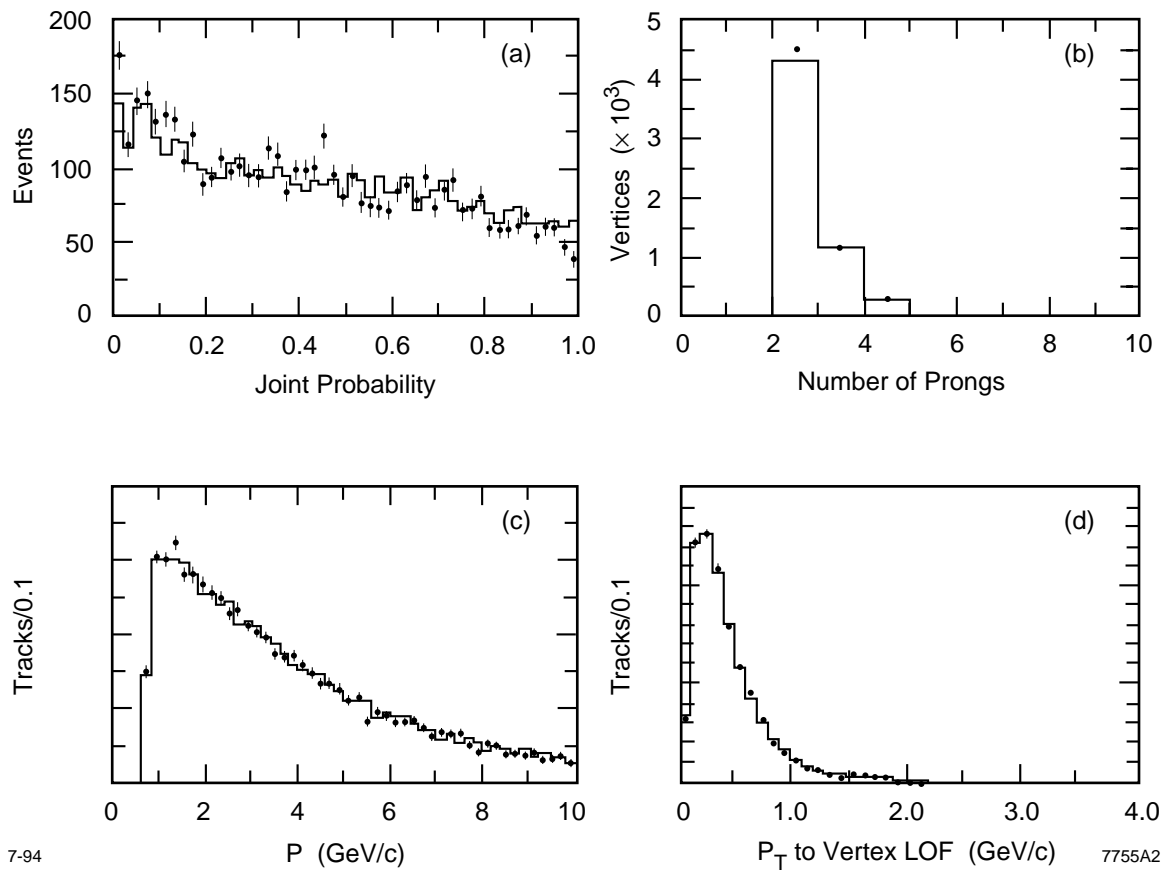 (a)
Events
200
150
100
50
0
0
0.2
0.4
0.6
0.8
1.0
Joint Probability
(b)
Vertices (× 10³)
5
4
3
2
1
0
0
2
4
6
8
10
Number of Prongs
(c)
Tracks/0.1
0
2
4
6
8
10
P (GeV/c)
(d)
Tracks/0.1
0
1.0
2.0
3.0
4.0
P_T to Vertex LOF (GeV/c)
7-94
7755A2